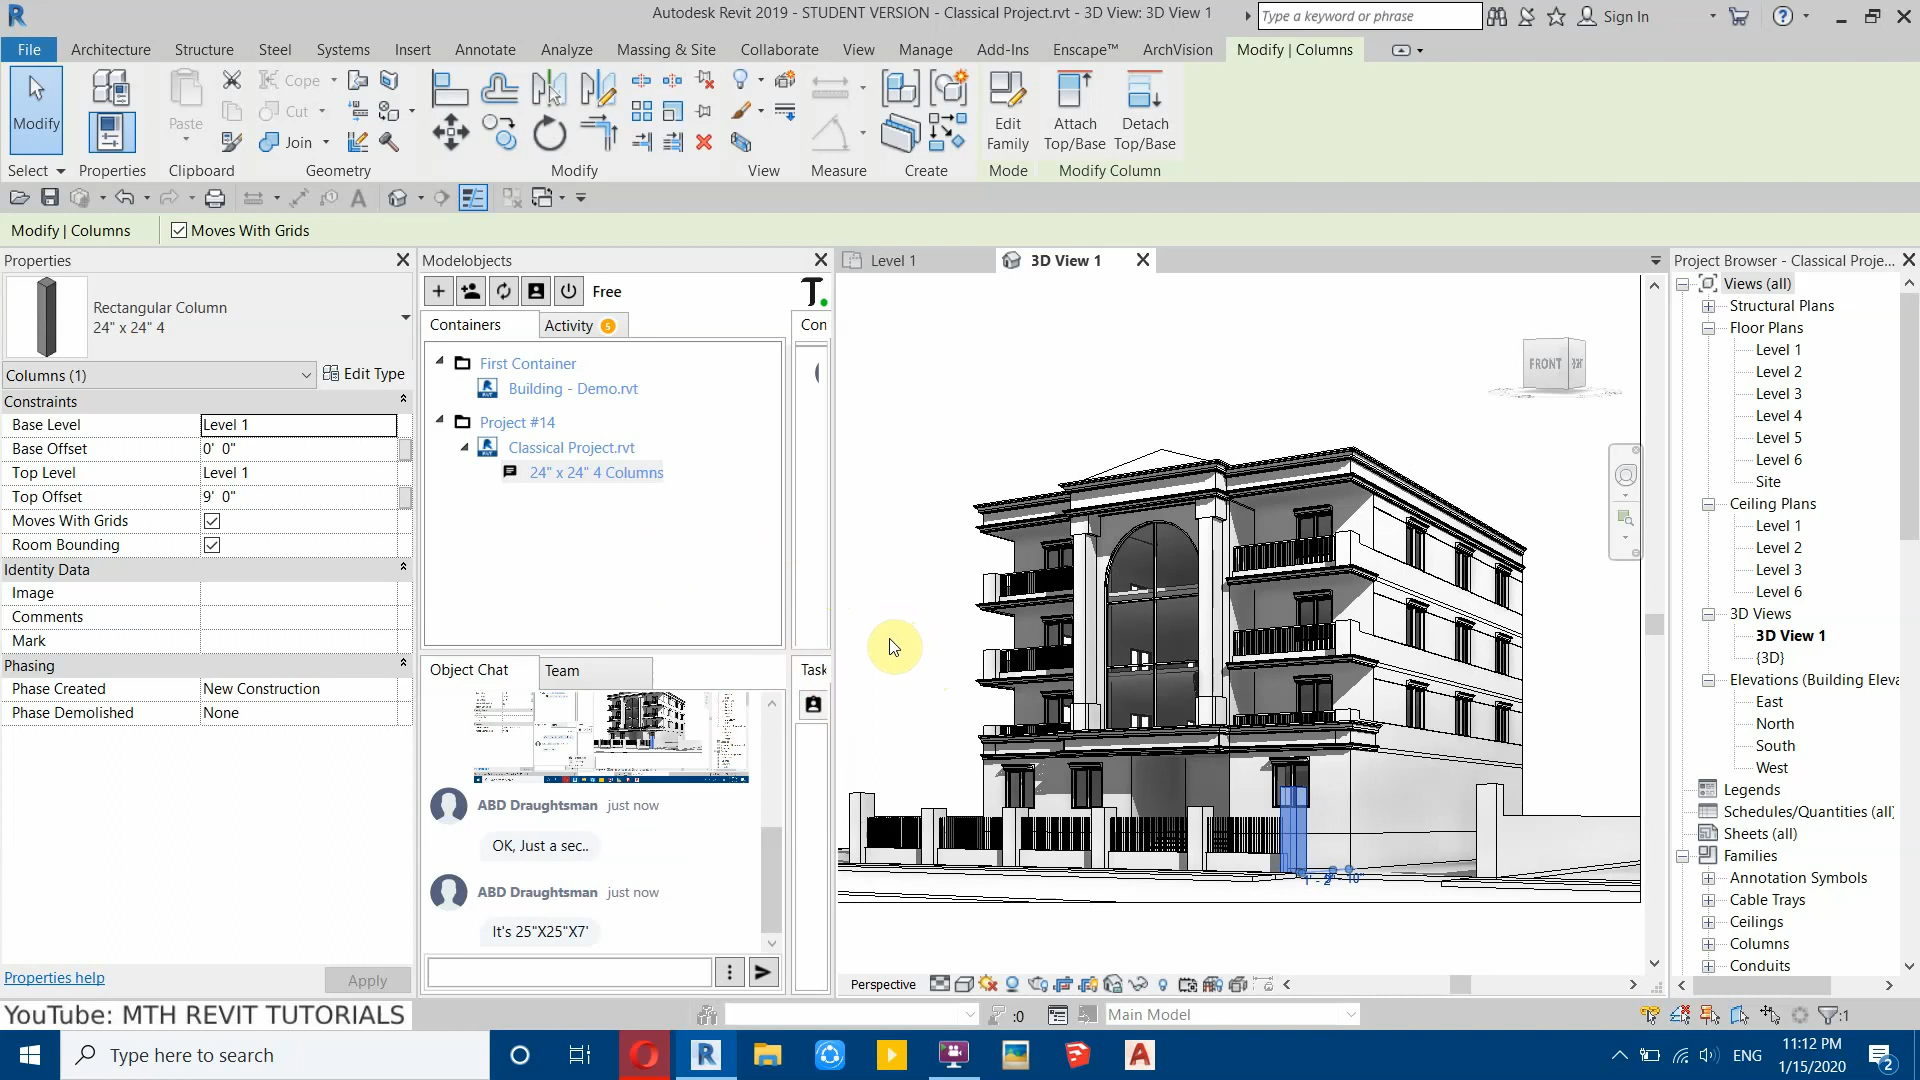 Autodesk Revit 2019 - STUDENT VERSION - Classical Project.rvt - 3D View: 3D View 1
Type a keyword or phrase
Sign In
File Architecture Structure Steel Systems Insert Annotate Analyze Massing & Site Collaborate View Manage Add-Ins Enscape™ ArchVision Modify | Columns
Modify
Paste
Cope
Cut
Join
Edit Family
Attach Top/Base
Detach Top/Base
Select Properties Clipboard Geometry Modify View Measure Create Mode Modify Column
Modify | Columns
Moves With Grids
Properties
Rectangular Column
24" x 24" 4
Columns (1)
Edit Type
Constraints
Base Level Level 1
Base Offset 0' 0"
Top Level Level 1
Top Offset 9' 0"
Moves With Grids
Room Bounding
Identity Data
Image
Comments
Mark
Phasing
Phase Created New Construction
Phase Demolished None
Properties help
Apply
Modelobjects
Free
T.
Containers
Activity 5
Con
First Container
Building - Demo.rvt
Project #14
Classical Project.rvt
24" x 24" 4 Columns
Object Chat
Team
Task
ABD Draughtsman just now
OK, Just a sec..
ABD Draughtsman just now
It's 25"X25"X7'
Level 1
3D View 1
FRONT
Perspective
Project Browser - Classical Proje...
Views (all)
Structural Plans
Floor Plans
Level 1
Level 2
Level 3
Level 4
Level 5
Level 6
Site
Ceiling Plans
Level 1
Level 2
Level 3
Level 6
3D Views
3D View 1
{3D}
Elevations (Building Eleva
East
North
South
West
Legends
Schedules/Quantities (all)
Sheets (all)
Families
Annotation Symbols
Cable Trays
Ceilings
Columns
Conduits
YouTube: MTH REVIT TUTORIALS
:0
Main Model
:1
Type here to search
ENG
11:12 PM
1/15/2020
2